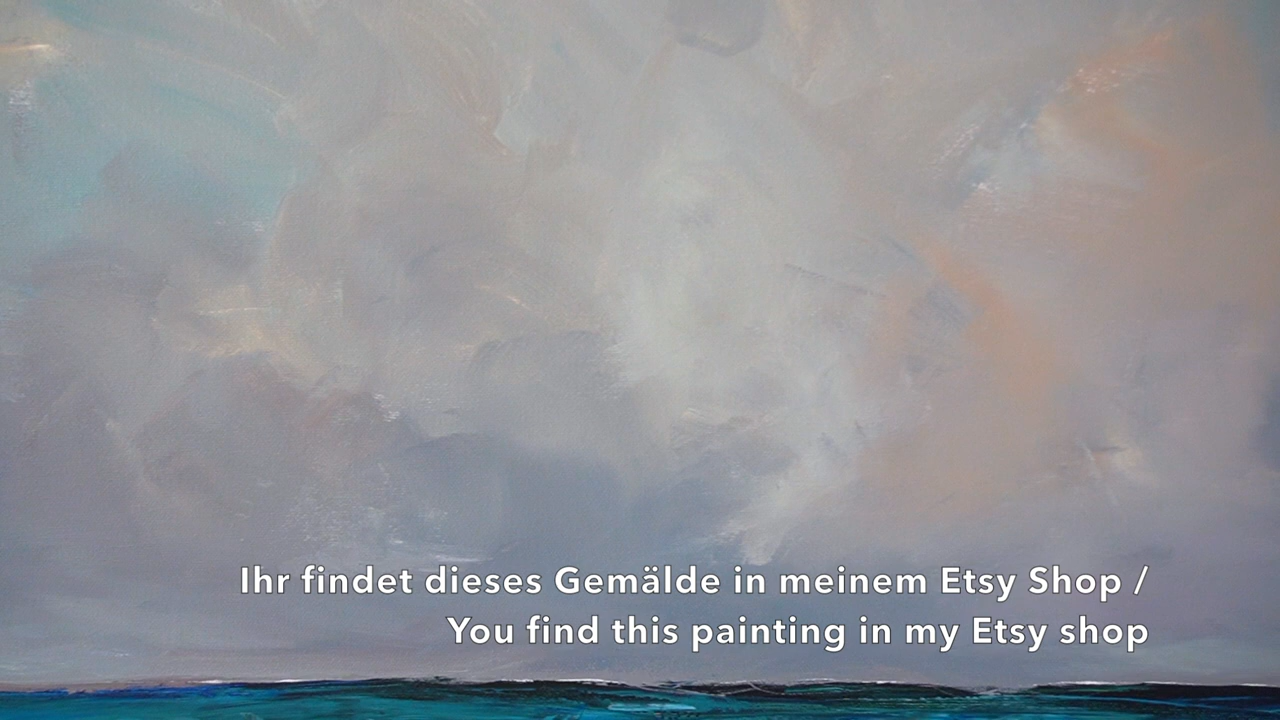 Ihr findet dieses Gemälde in meinem Etsy Shop /
You find this painting in my Etsy shop